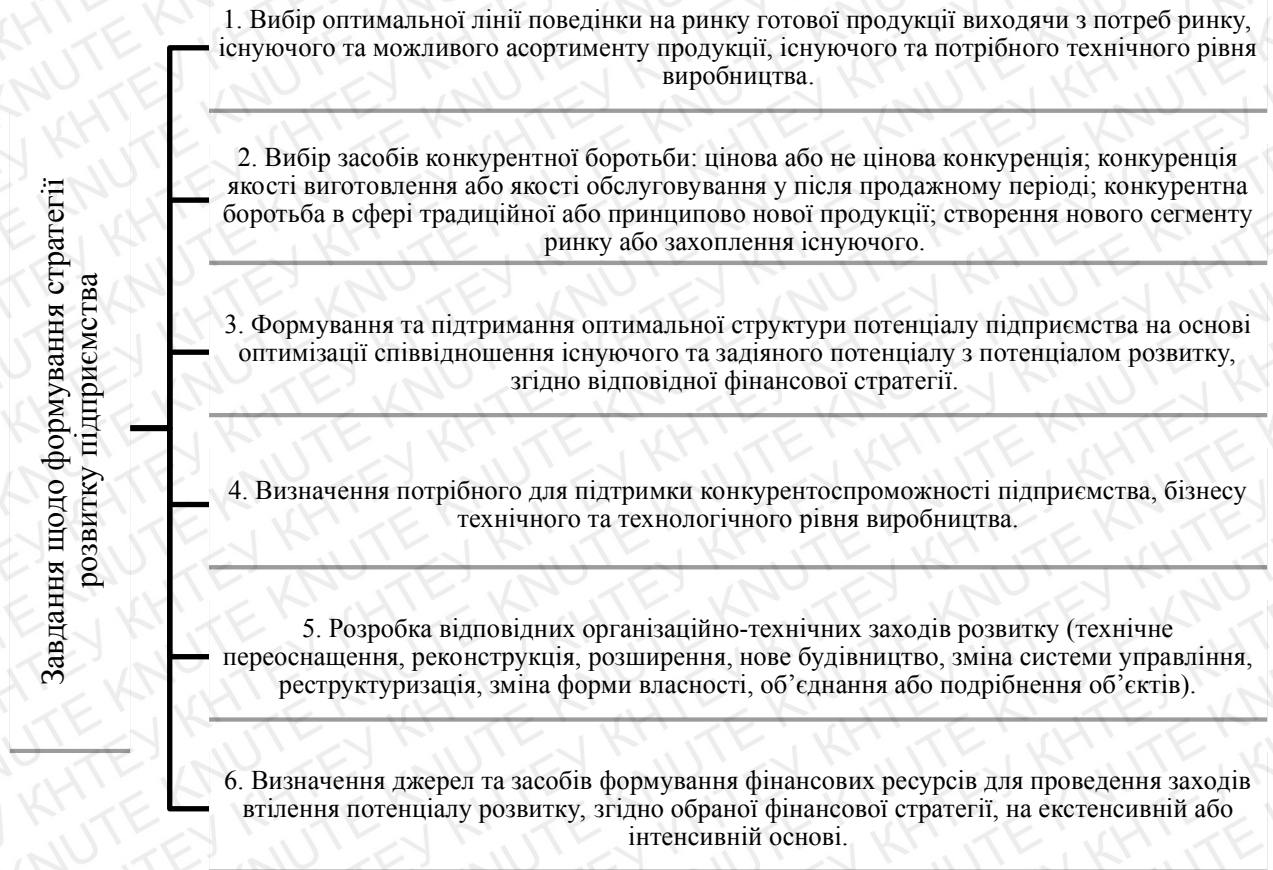 Завдання щодо формування стратегії
розвитку підприємства
1. Вибір оптимальної лінії поведінки на ринку готової продукції виходячи з потреб ринку,
існуючого та можливого асортименту продукції, існуючого та потрібного технічного рівня
виробництва.
2. Вибір засобів конкурентної боротьби: цінова або не цінова конкуренція; конкуренція
якості виготовлення або якості обслуговування у після продажному періоді; конкурентна
боротьба в сфері традиційної або принципово нової продукції; створення нового сегменту
ринку або захоплення існуючого.
3. Формування та підтримання оптимальної структури потенціалу підприємства на основі
оптимізації співвідношення існуючого та задіяного потенціалу з потенціалом розвитку,
згідно відповідної фінансової стратегії.
4. Визначення потрібного для підтримки конкурентоспроможності підприємства, бізнесу
технічного та технологічного рівня виробництва.
5. Розробка відповідних організаційно-технічних заходів розвитку (технічне
переоснащення, реконструкція, розширення, нове будівництво, зміна системи управління,
реструктуризація, зміна форми власності, об’єднання або подрібнення об’єктів).
6. Визначення джерел та засобів формування фінансових ресурсів для проведення заходів
втілення потенціалу розвитку, згідно обраної фінансової стратегії, на екстенсивній або
інтенсивній основі.